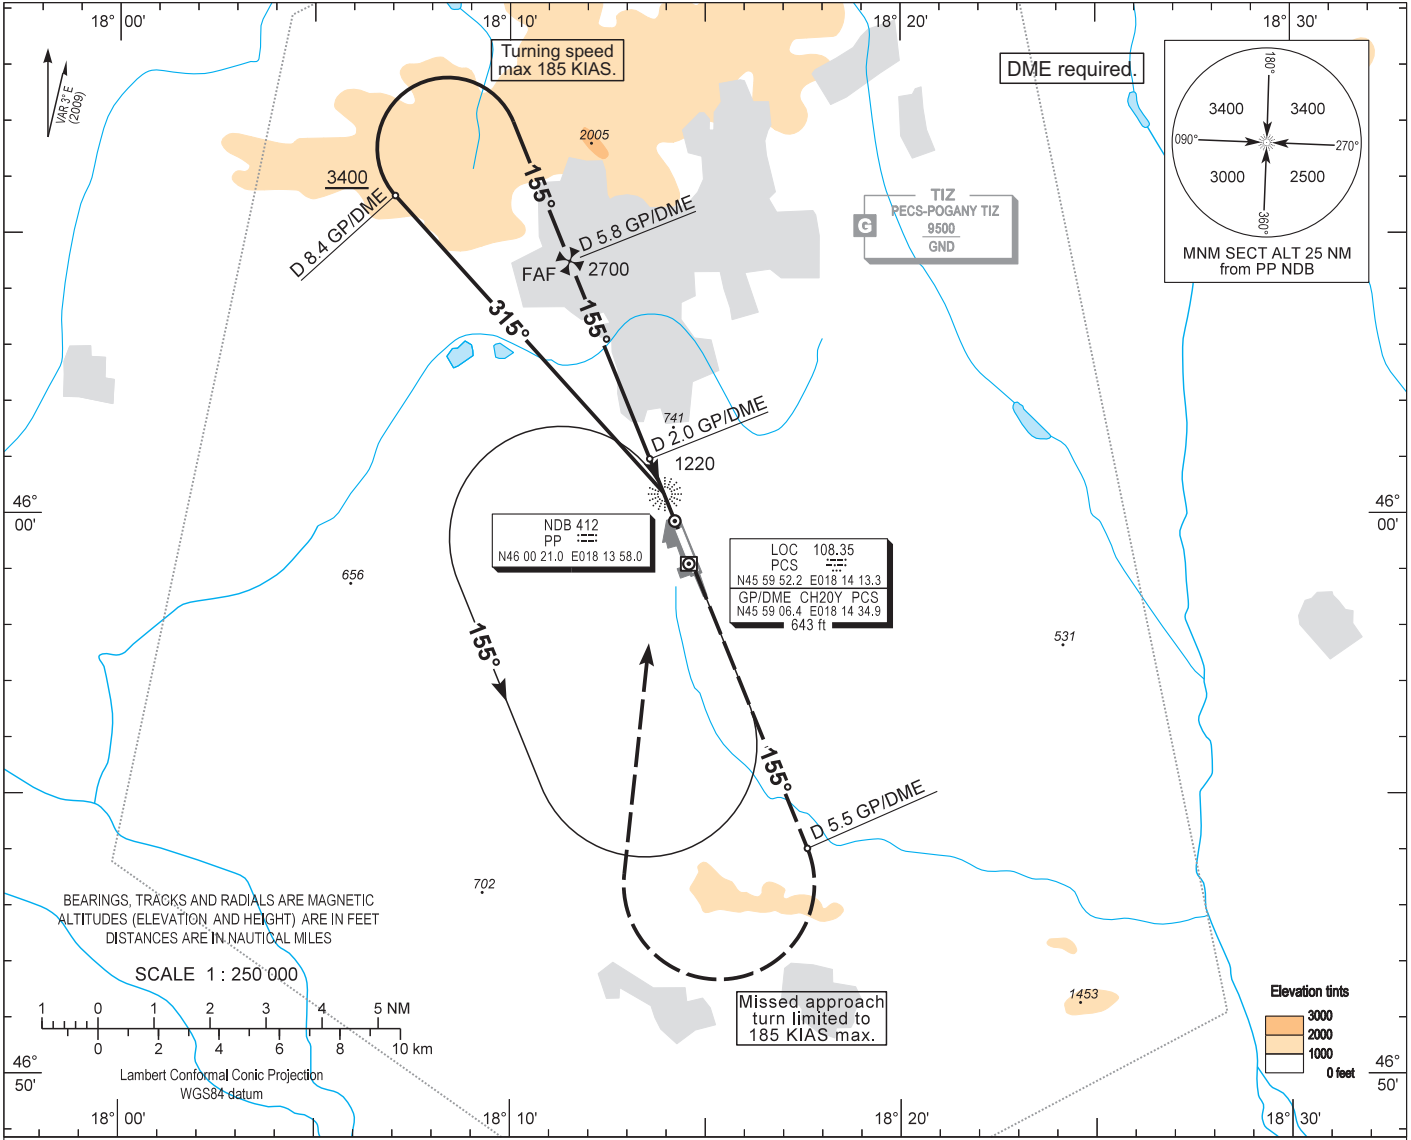 18° 00'
18° 10'
18° 20'
18° 30'
VAR 3° E
(2009)
Turning speed
max 185 KIAS.
DME required.
180°
3400 3400
090° 270°
3000 2500
360°
MNM SECT ALT 25 NM
from PP NDB
2005
3400
D 8.4 GP/DME
155°
D 5.8 GP/DME
FAF 2700
TIZ
G PECS-POGANY TIZ
9500
GND
315°
155°
741
D 2.0 GP/DME
1220
46°
00'
46°
00'
NDB 412
PP
N46 00 21.0 E018 13 58.0
LOC 108.35
PCS
N45 59 52.2 E018 14 13.3
GP/DME CH20Y PCS
N45 59 06.4 E018 14 34.9
643 ft
656
531
155°
155°
D 5.5 GP/DME
702
BEARINGS, TRACKS AND RADIALS ARE MAGNETIC
ALTITUDES (ELEVATION AND HEIGHT) ARE IN FEET
DISTANCES ARE IN NAUTICAL MILES
SCALE 1 : 250 000
1 0 1 2 3 4 5 NM
0 2 4 6 8 10 km
Lambert Conformal Conic Projection
WGS84 datum
Missed approach
turn limited to
185 KIAS max.
1453
Elevation tints
3000
2000
1000
0 feet
46°
50'
46°
50'
18° 00'
18° 10'
18° 20'
18° 30'